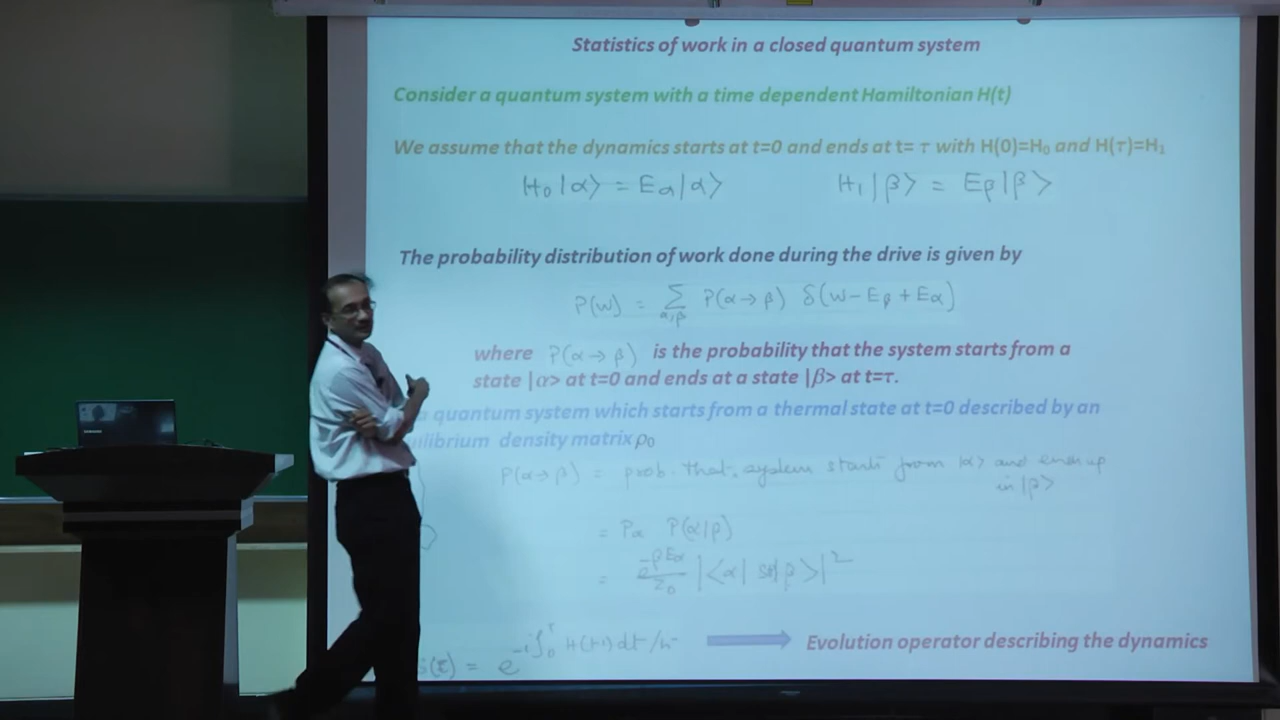 Statistics of work in a closed quantum system
Consider a quantum system with a time dependent Hamiltonian H(t)
We assume that the dynamics starts at t=0 and ends at t= τ with H(0)=H₀ and H(τ)=H₁
H₀|α> = Eα|α> H₁|β> = Eβ|β>
The probability distribution of work done during the drive is given by
P(w) = Σ α,β P(α→β) δ(w-Eβ+Eα)
where P(α→β) is the probability that the system starts from a
state |α> at t=0 and ends at a state |β> at t=τ.
a quantum system which starts from a thermal state at t=0 described by an
ilibrium density matrix ρ₀
P(α→β) = prob. that system starts from |α> and ends up
in |β>
= Pα P(α|β)
= e^-βEα / Z₀ |<α| S |β>|²
S(τ) = e^-i∫₀^τ H(t)dt/ħ Evolution operator describing the dynamics